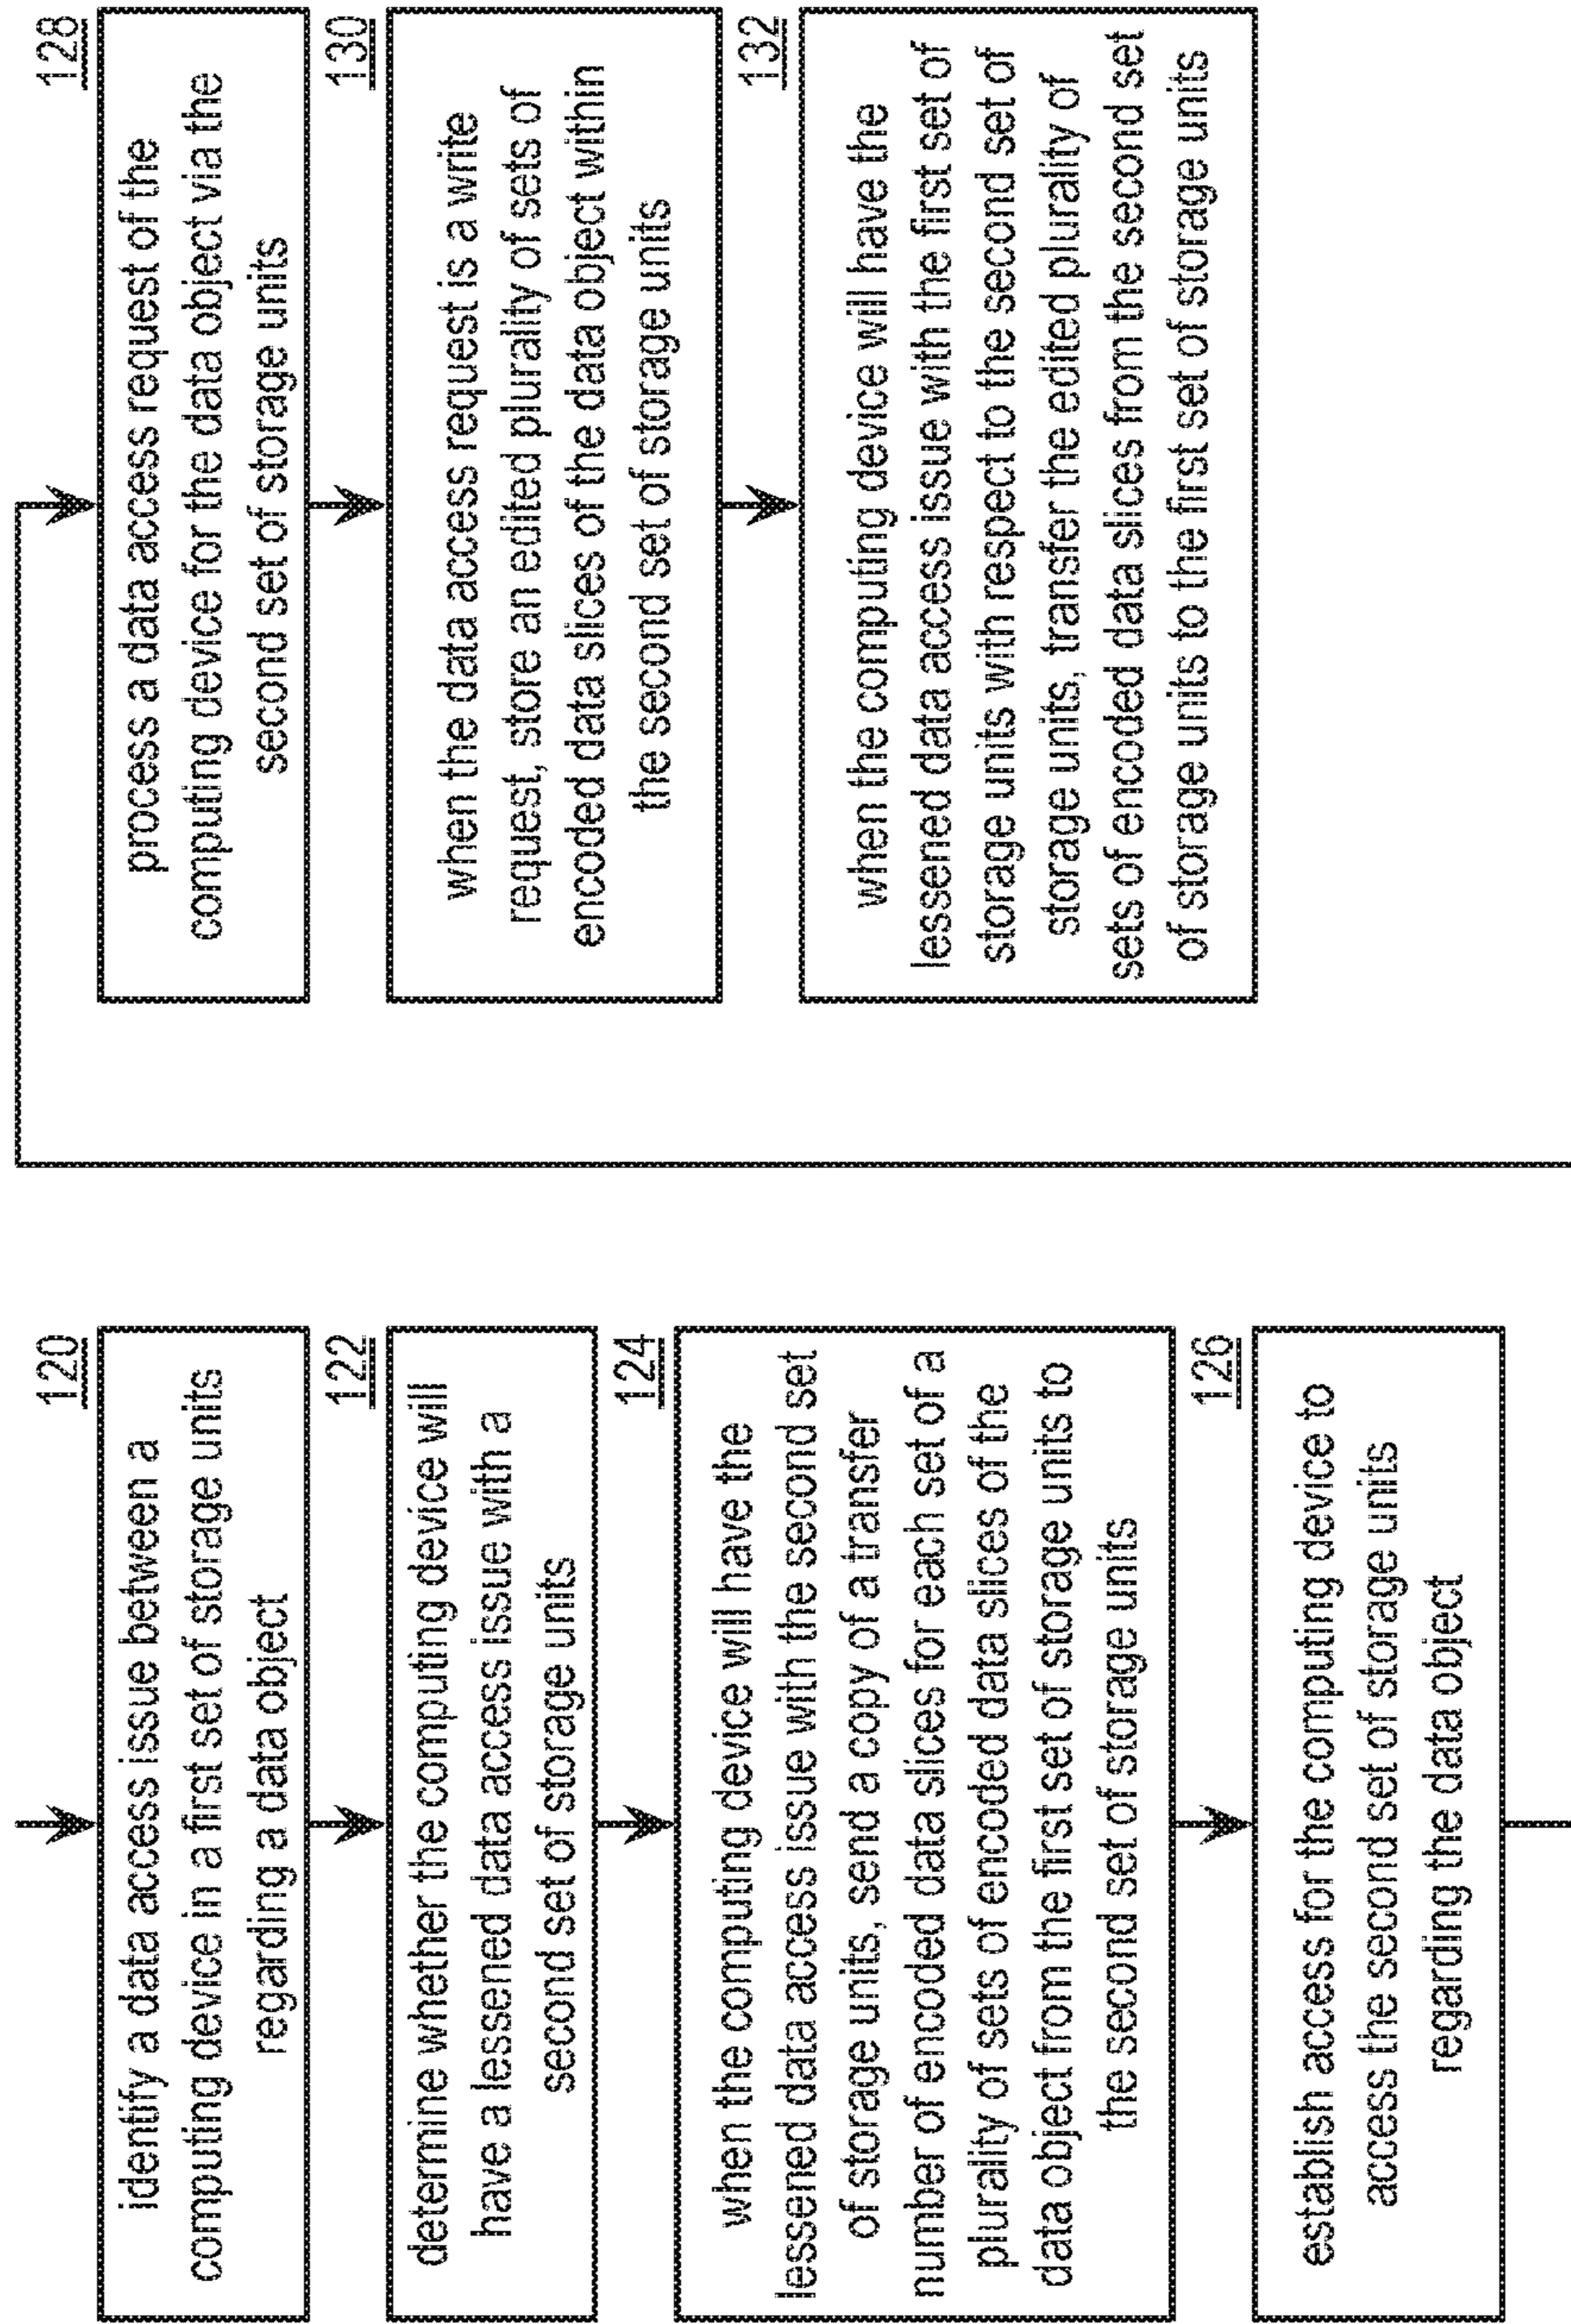 120
identify a data access issue between a
computing device in a first set of storage units
regarding a data object
122
determine whether the computing device will
have a lessened data access issue with a
second set of storage units
124
when the computing device will have the
lessened data access issue with the second set
of storage units, send a copy of a transfer
number of encoded data slices for each set of a
plurality of sets of encoded data slices of the
data object from the first set of storage units to
the second set of storage units
126
establish access for the computing device to
access the second set of storage units
regarding the data object
128
process a data access request of the
computing device for the data object via the
second set of storage units
130
when the data access request is a write
request, store an edited plurality of sets of
encoded data slices of the data object within
the second set of storage units
132
when the computing device will have the
lessened data access issue with the first set of
storage units with respect to the second set of
storage units, transfer the edited plurality of
sets of encoded data slices from the second set
of storage units to the first set of storage units